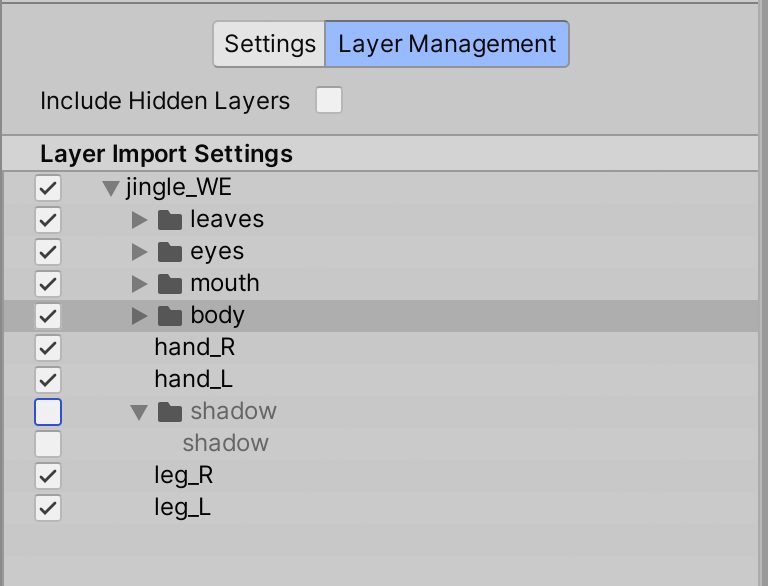 Settings Layer Management
Include Hidden Layers
Layer Import Settings
jingle_WE
leaves
eyes
mouth
body
hand_R
hand_L
shadow
shadow
leg_R
leg_L